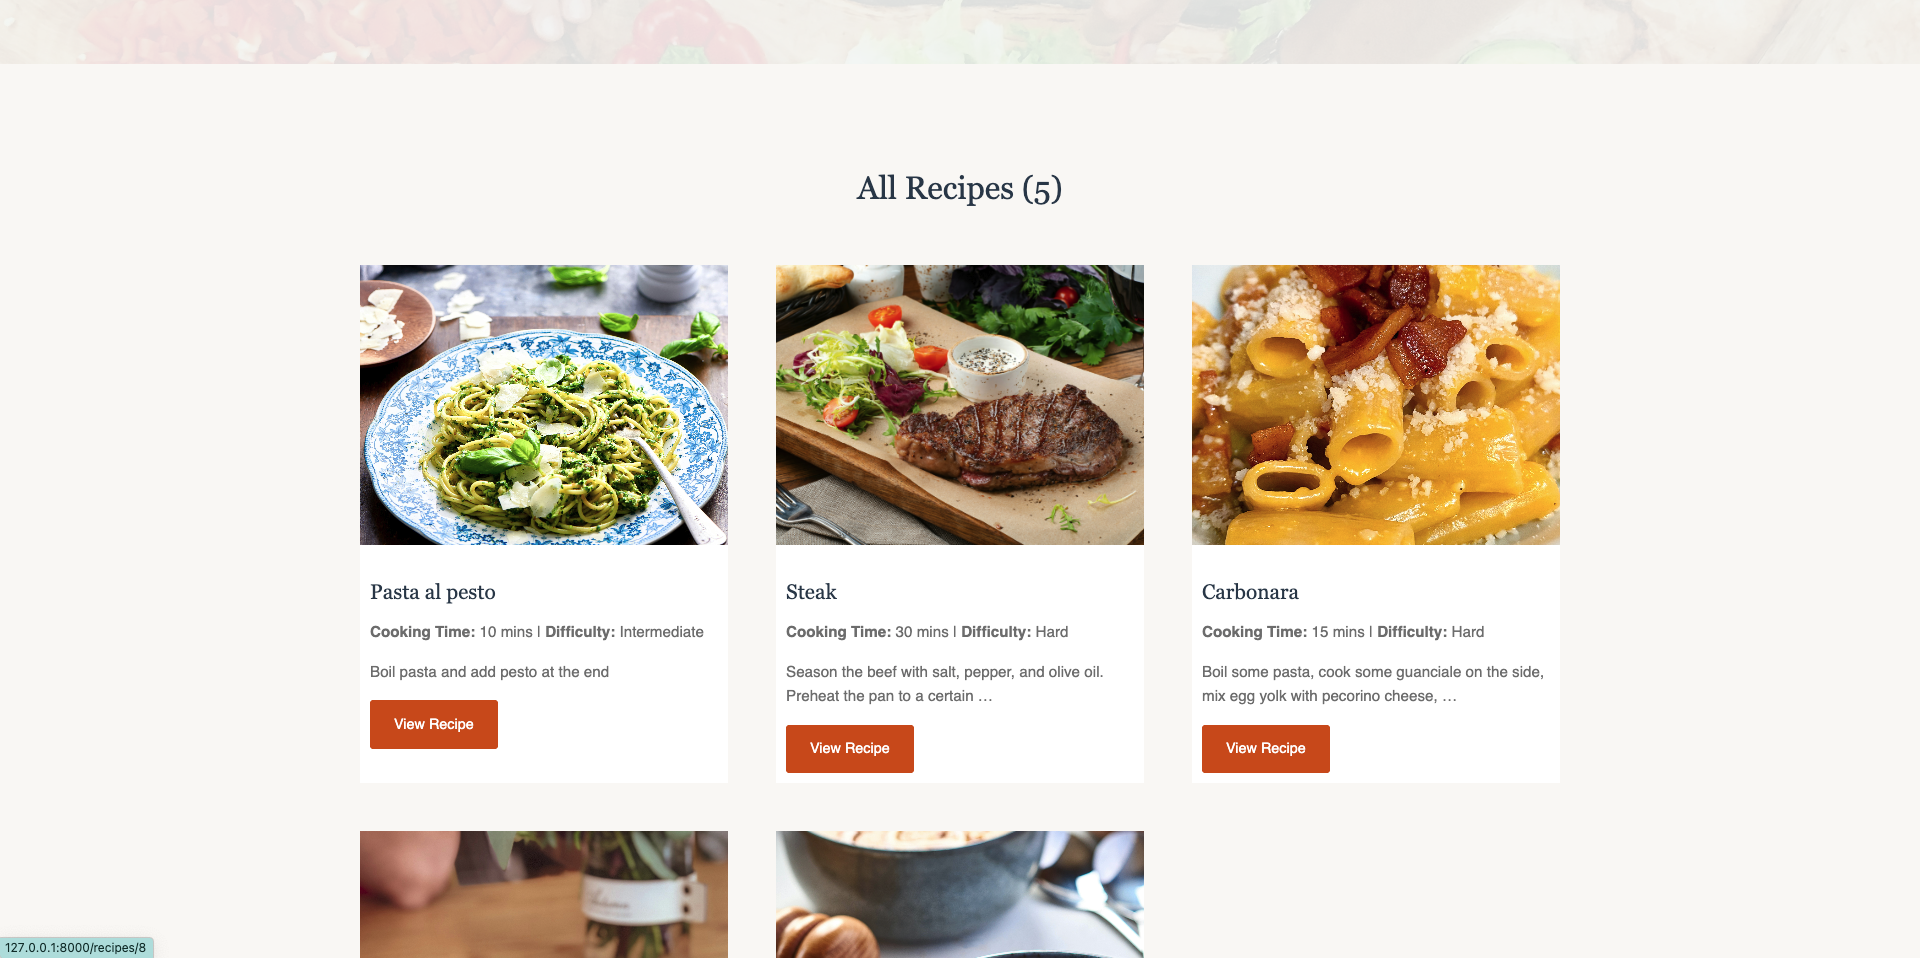 All Recipes (5)
Pasta al pesto
Cooking Time: 10 mins | Difficulty: Intermediate
Boil pasta and add pesto at the end
View Recipe
Steak
Cooking Time: 30 mins | Difficulty: Hard
Season the beef with salt, pepper, and olive oil.
Preheat the pan to a certain …
View Recipe
Carbonara
Cooking Time: 15 mins | Difficulty: Hard
Boil some pasta, cook some guanciale on the side,
mix egg yolk with pecorino cheese, …
View Recipe
127.0.0.1:8000/recipes/8